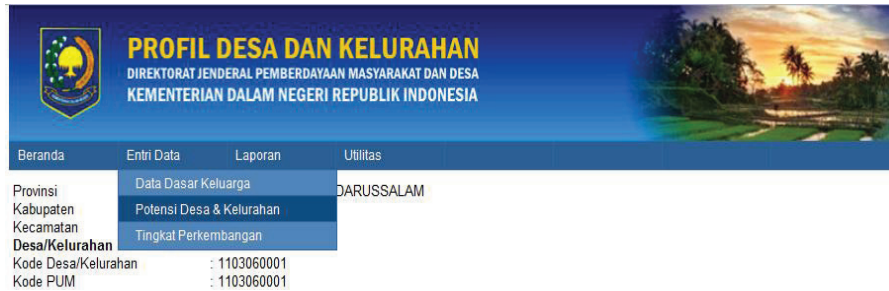 PROFIL DESA DAN KELURAHAN
DIREKTORAT JENDERAL PEMBERDAYAAN MASYARAKAT DAN DESA
KEMENTERIAN DALAM NEGERI REPUBLIK INDONESIA
Beranda Entri Data Laporan Utilitas
Data Dasar Keluarga
Potensi Desa & Kelurahan
Tingkat Perkembangan
Provinsi DARUSSALAM
Kabupaten
Kecamatan
Desa/Kelurahan
Kode Desa/Kelurahan : 1103060001
Kode PUM : 1103060001